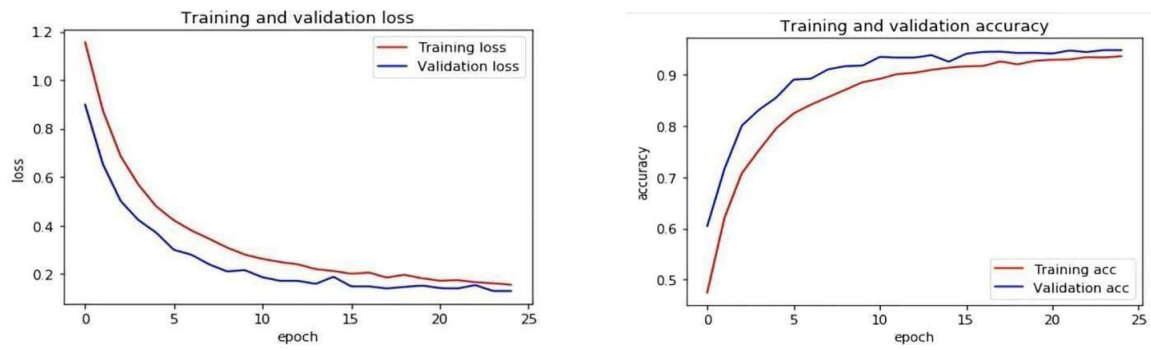 Training and validation loss
1.2
1.0
0.8
0.6
0.4
0.2
loss
Training loss
Validation loss
0 5 10 15 20 25
epoch
Training and validation accuracy
0.9
0.8
0.7
0.6
0.5
accuracy
Training acc
Validation acc
0 5 10 15 20 25
epoch